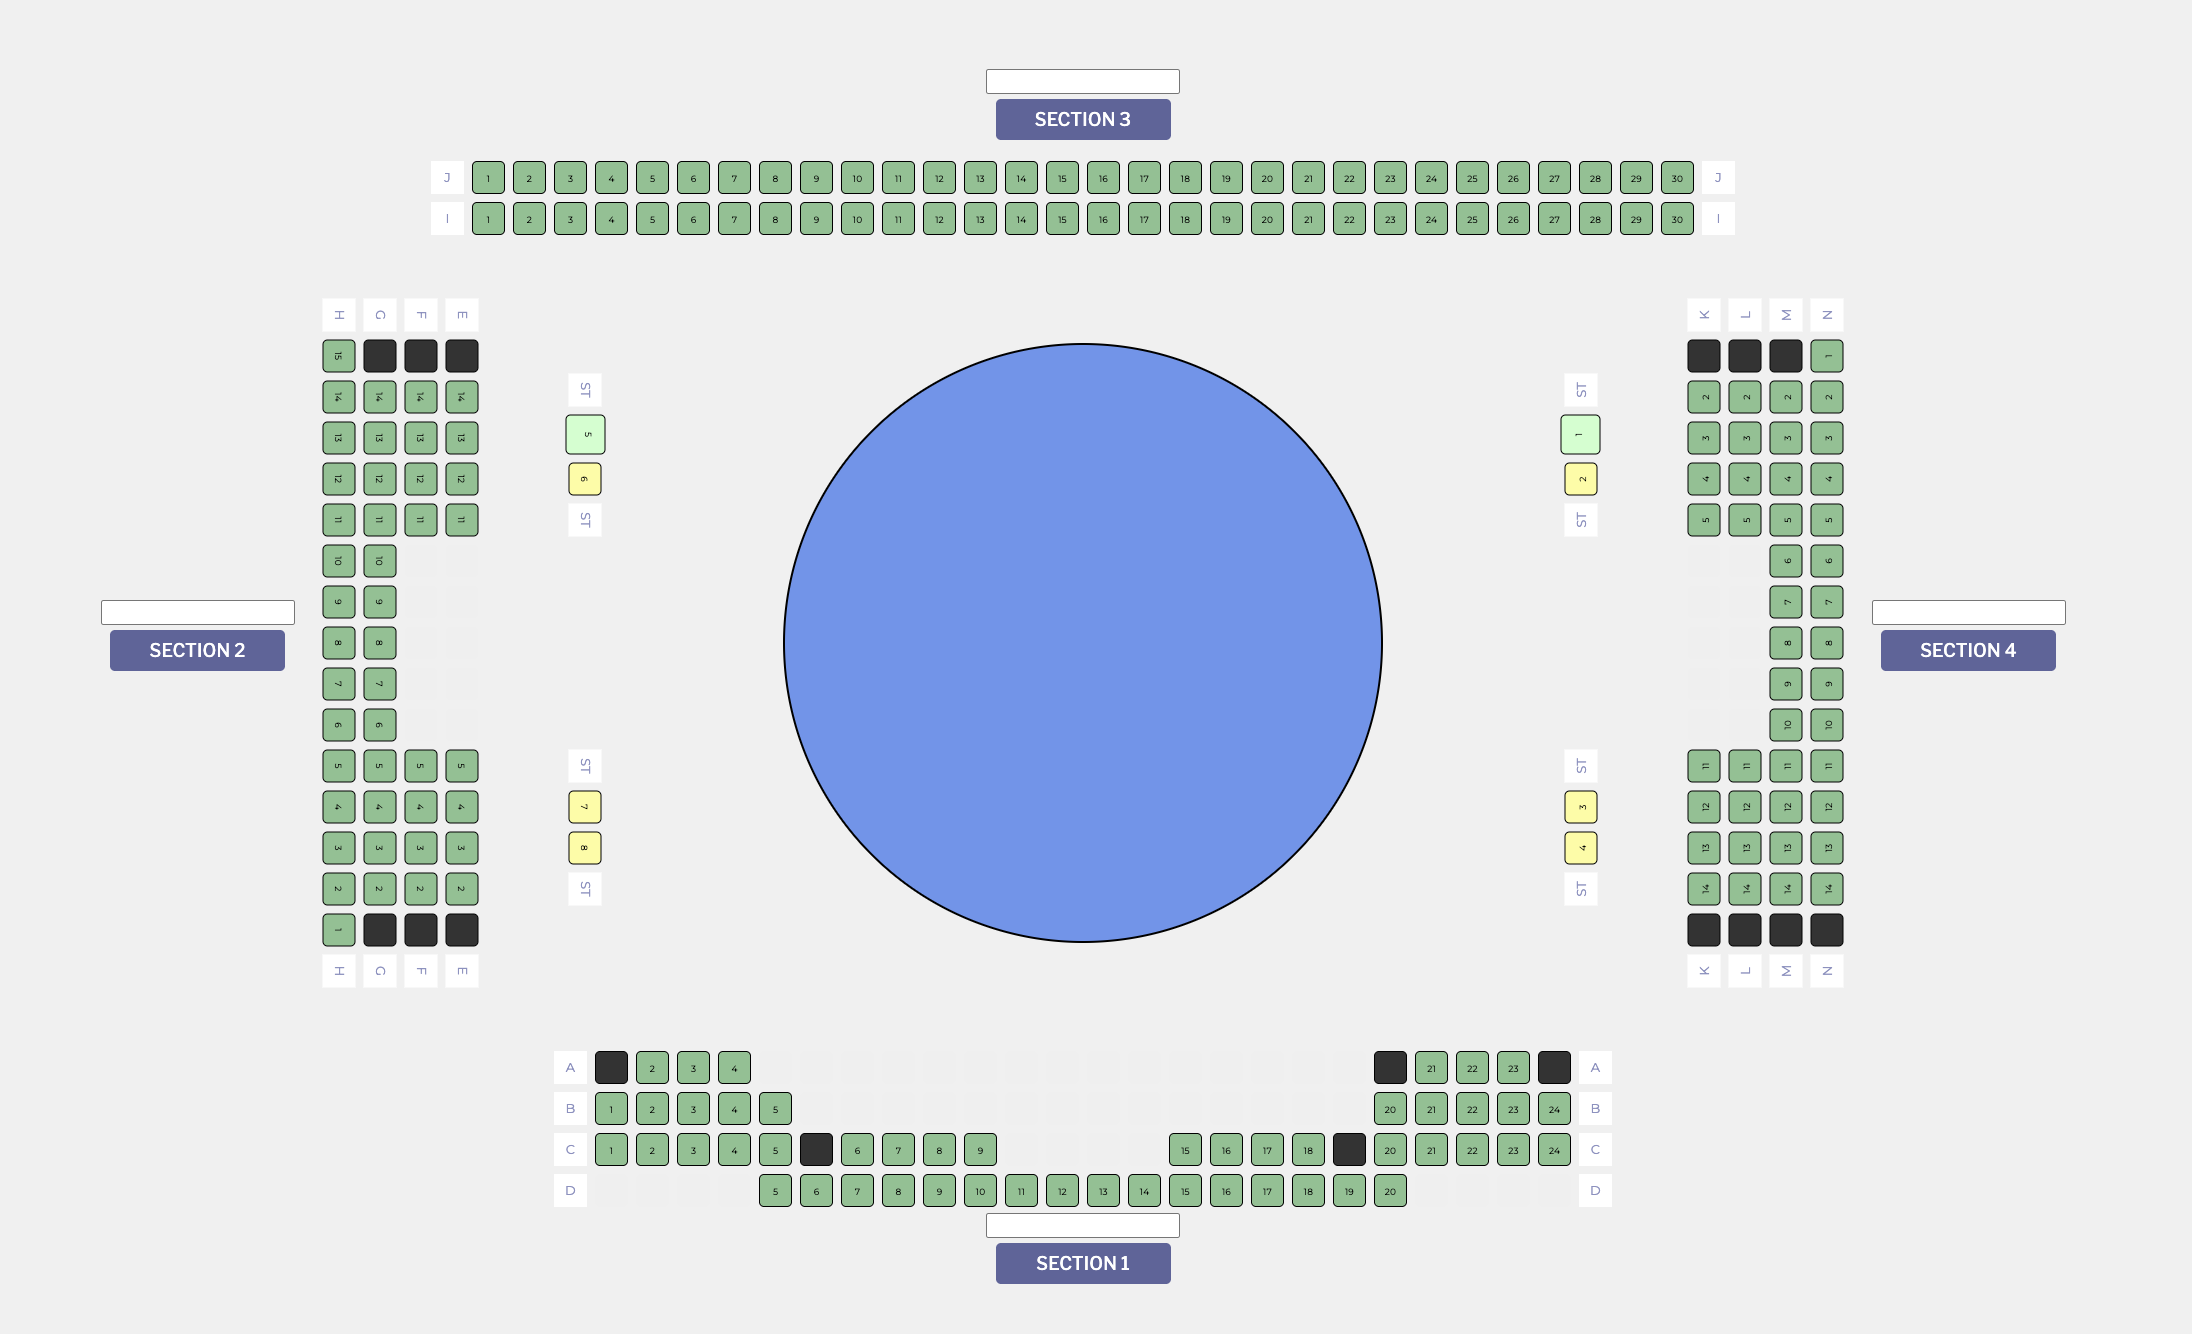 SECTION 3
J 1 2 3 4 5 6 7 8 9 10 11 12 13 14 15 16 17 18 19 20 21 22 23 24 25 26 27 28 29 30 J
I 1 2 3 4 5 6 7 8 9 10 11 12 13 14 15 16 17 18 19 20 21 22 23 24 25 26 27 28 29 30 I
SECTION 2
H 15 14 13 12 11 10 9 8 7 6 5 4 3 2 1 H
G 14 13 12 11 10 9 8 7 6 5 4 3 2 G
F 14 13 12 11 5 4 3 2 F
E 14 13 12 11 5 4 3 2 E
ST 5 6 ST
ST 7 8 ST
ST 1 2 ST
ST 3 4 ST
K 2 3 4 5 11 12 13 14 K
L 2 3 4 5 11 12 13 14 L
M 2 3 4 5 6 7 8 9 10 11 12 13 14 M
N 1 2 3 4 5 6 7 8 9 10 11 12 13 14 N
SECTION 4
A 2 3 4 21 22 23 A
B 1 2 3 4 5 20 21 22 23 24 B
C 1 2 3 4 5 6 7 8 9 15 16 17 18 20 21 22 23 24 C
D 5 6 7 8 9 10 11 12 13 14 15 16 17 18 19 20 D
SECTION 1